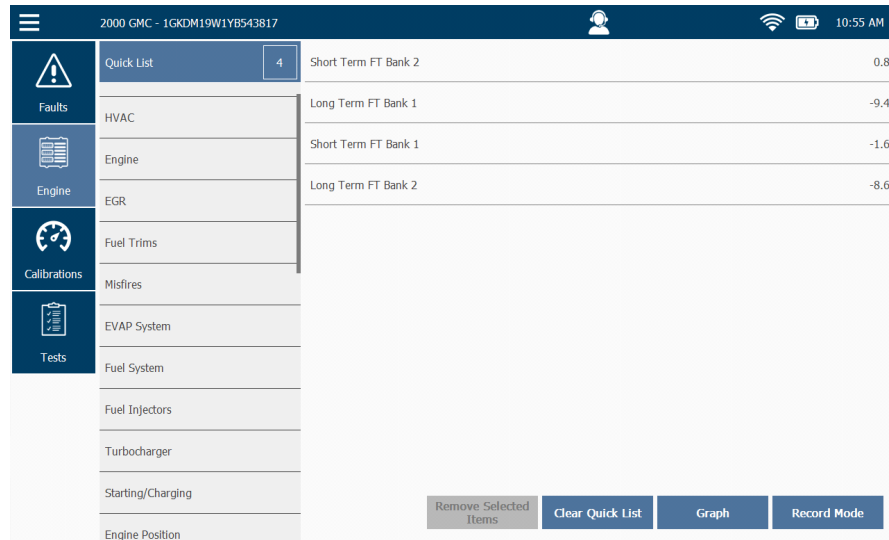 2000 GMC - 1GKDM19W1YB543817
10:55 AM
Faults
Engine
Calibrations
Tests
Quick List 4
HVAC
Engine
EGR
Fuel Trims
Misfires
EVAP System
Fuel System
Fuel Injectors
Turbocharger
Starting/Charging
Engine Position
Short Term FT Bank 2 0.8
Long Term FT Bank 1 -9.4
Short Term FT Bank 1 -1.6
Long Term FT Bank 2 -8.6
Remove Selected
Items
Clear Quick List
Graph
Record Mode